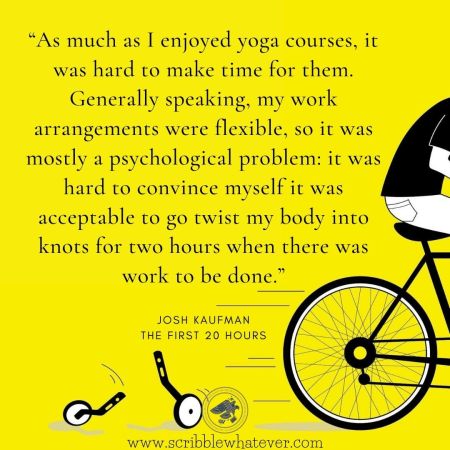 “As much as I enjoyed yoga courses, it
was hard to make time for them.
Generally speaking, my work
arrangements were flexible, so it was
mostly a psychological problem: it was
hard to convince myself it was
acceptable to go twist my body into
knots for two hours when there was
work to be done.”
JOSH KAUFMAN
THE FIRST 20 HOURS
www.scribblewhatever.com